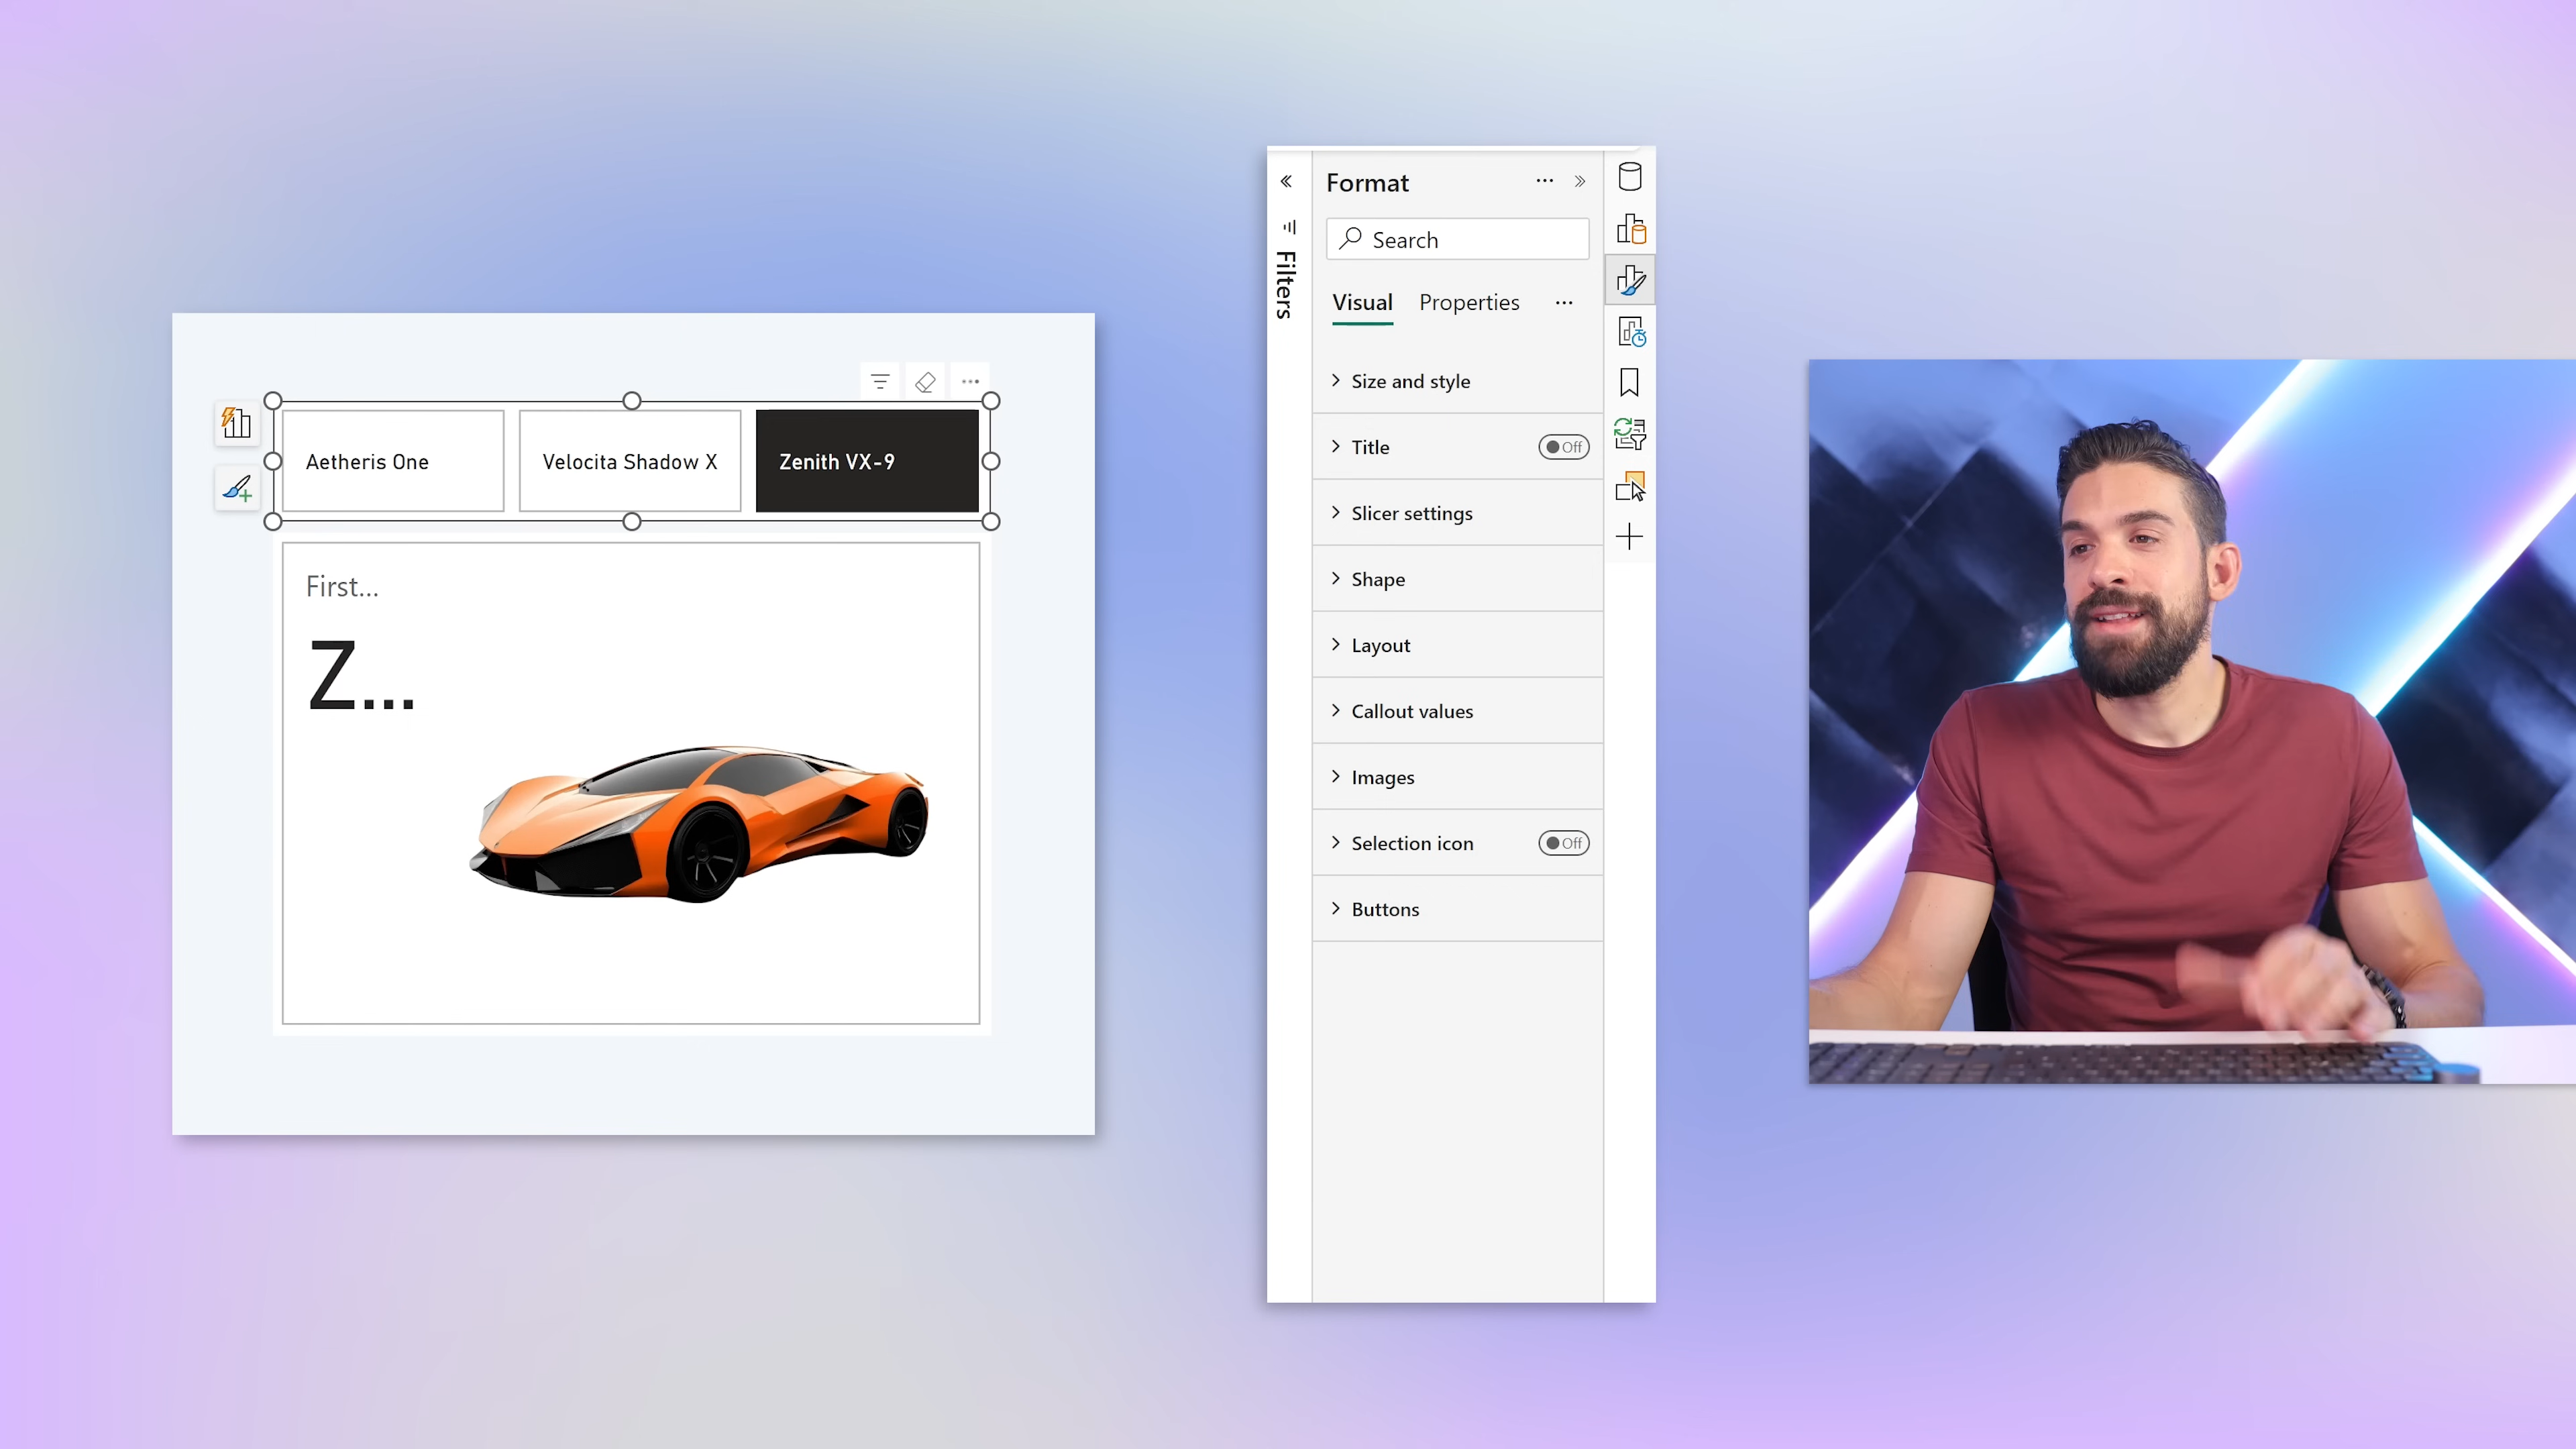 Aetheris One
Velocita Shadow X
Zenith VX-9
First...
Z...
Filters
Format
Search
Visual
Properties
Size and style
Title
Off
Slicer settings
Shape
Layout
Callout values
Images
Selection icon
Off
Buttons